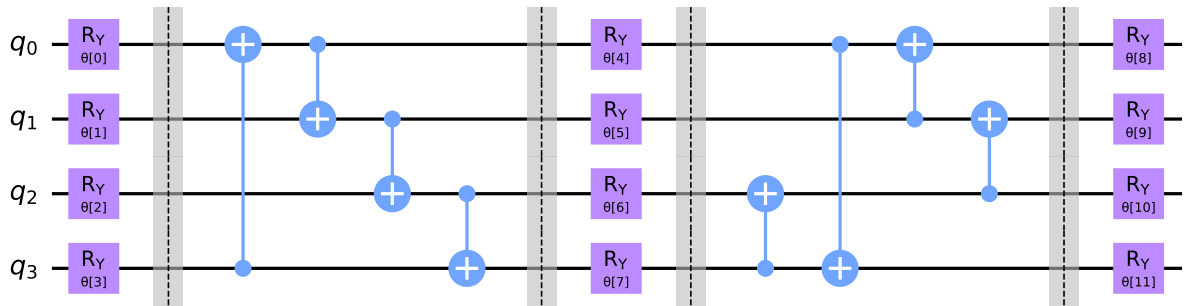 q0 RY θ[0] RY θ[4] RY θ[8]
q1 RY θ[1] RY θ[5] RY θ[9]
q2 RY θ[2] RY θ[6] RY θ[10]
q3 RY θ[3] RY θ[7] RY θ[11]